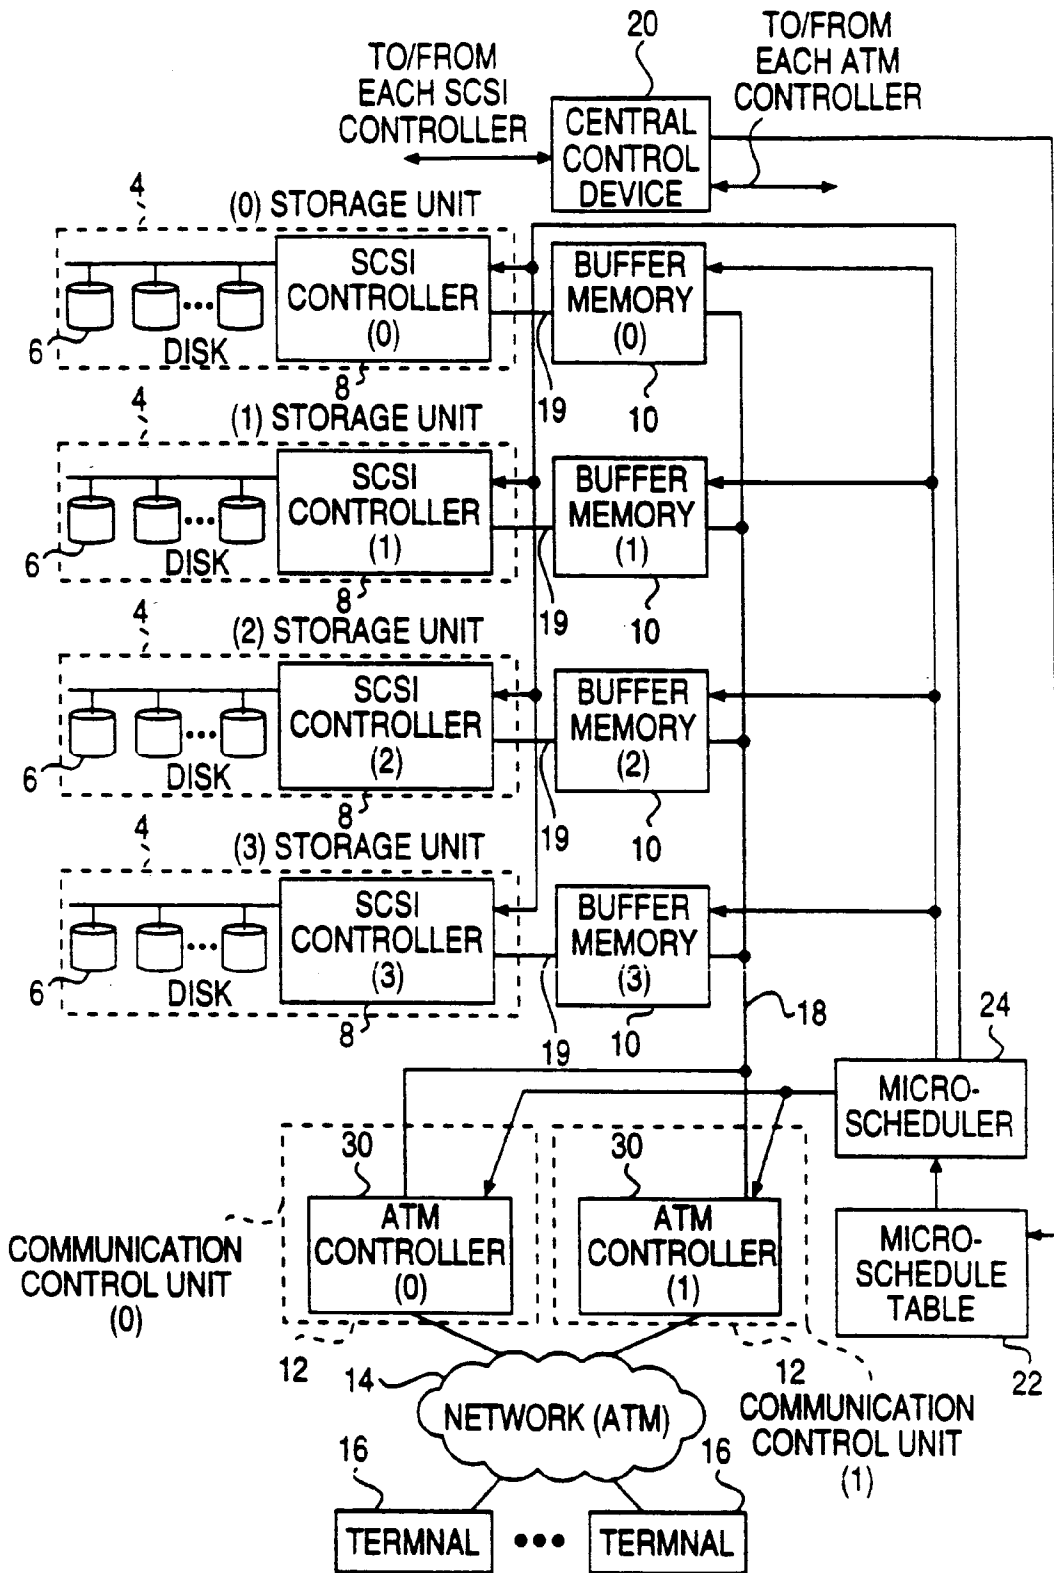 20
TO/FROM
EACH SCSI
CONTROLLER
TO/FROM
EACH ATM
CONTROLLER
CENTRAL
CONTROL
DEVICE
4
(0) STORAGE UNIT
SCSI
CONTROLLER
(0)
BUFFER
MEMORY
(0)
6
DISK
8
19
10
4
(1) STORAGE UNIT
SCSI
CONTROLLER
(1)
BUFFER
MEMORY
(1)
6
DISK
8
19
10
4
(2) STORAGE UNIT
SCSI
CONTROLLER
(2)
BUFFER
MEMORY
(2)
6
DISK
8
19
10
4
(3) STORAGE UNIT
SCSI
CONTROLLER
(3)
BUFFER
MEMORY
(3)
6
DISK
8
19
10
18
24
MICRO-
SCHEDULER
30
30
ATM
CONTROLLER
(0)
ATM
CONTROLLER
(1)
COMMUNICATION
CONTROL UNIT
(0)
MICRO-
SCHEDULE
TABLE
12
14
12
22
NETWORK (ATM)
COMMUNICATION
CONTROL UNIT
(1)
16
16
TERMNAL
TERMNAL